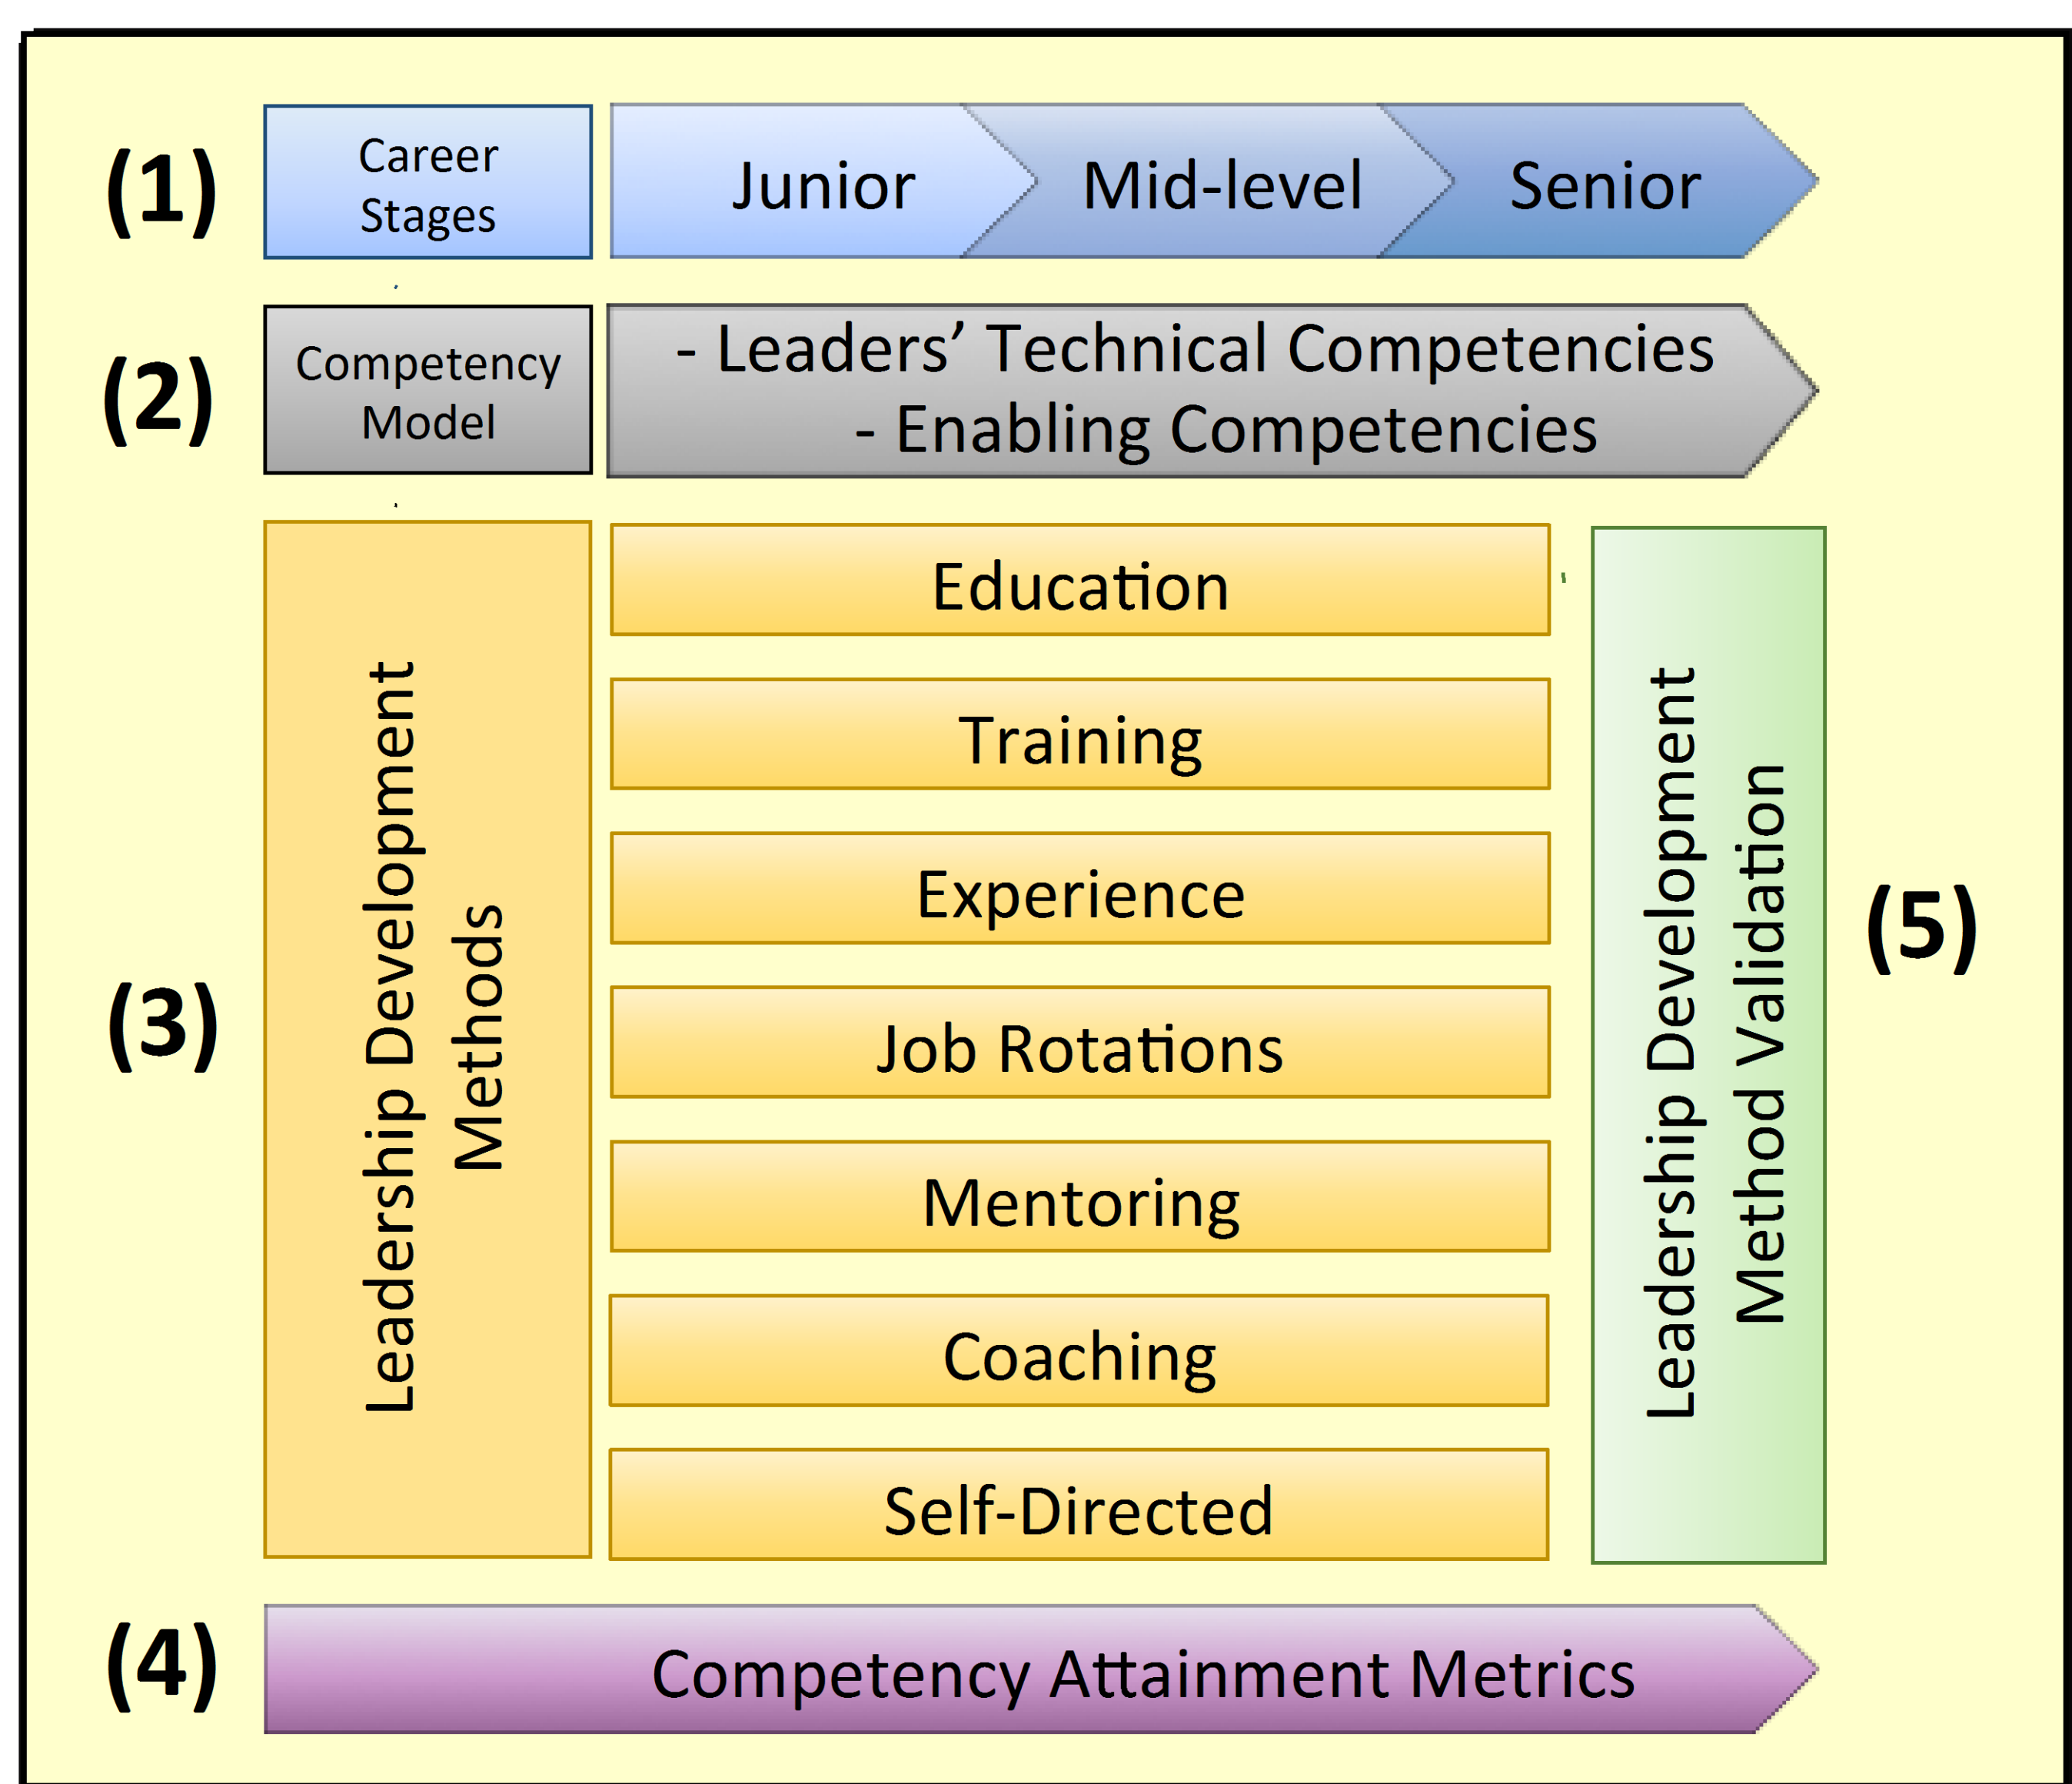 (1)
Career
Stages
Junior
Mid-level
Senior
(2)
Competency
Model
- Leaders’ Technical Competencies
- Enabling Competencies
(3)
Leadership Development
Methods
Education
Training
Experience
Job Rotations
Mentoring
Coaching
Self-Directed
Leadership Development
Method Validation
(5)
(4)
Competency Attainment Metrics